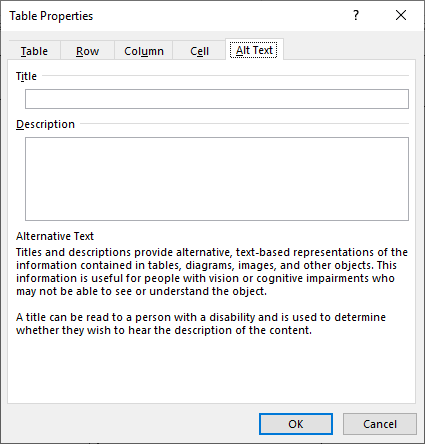 Table Properties ? ×
Table Row Column Cell Alt Text
Title
Description
Alternative Text
Titles and descriptions provide alternative, text-based representations of the
information contained in tables, diagrams, images, and other objects. This
information is useful for people with vision or cognitive impairments who
may not be able to see or understand the object.
A title can be read to a person with a disability and is used to determine
whether they wish to hear the description of the content.
OK Cancel